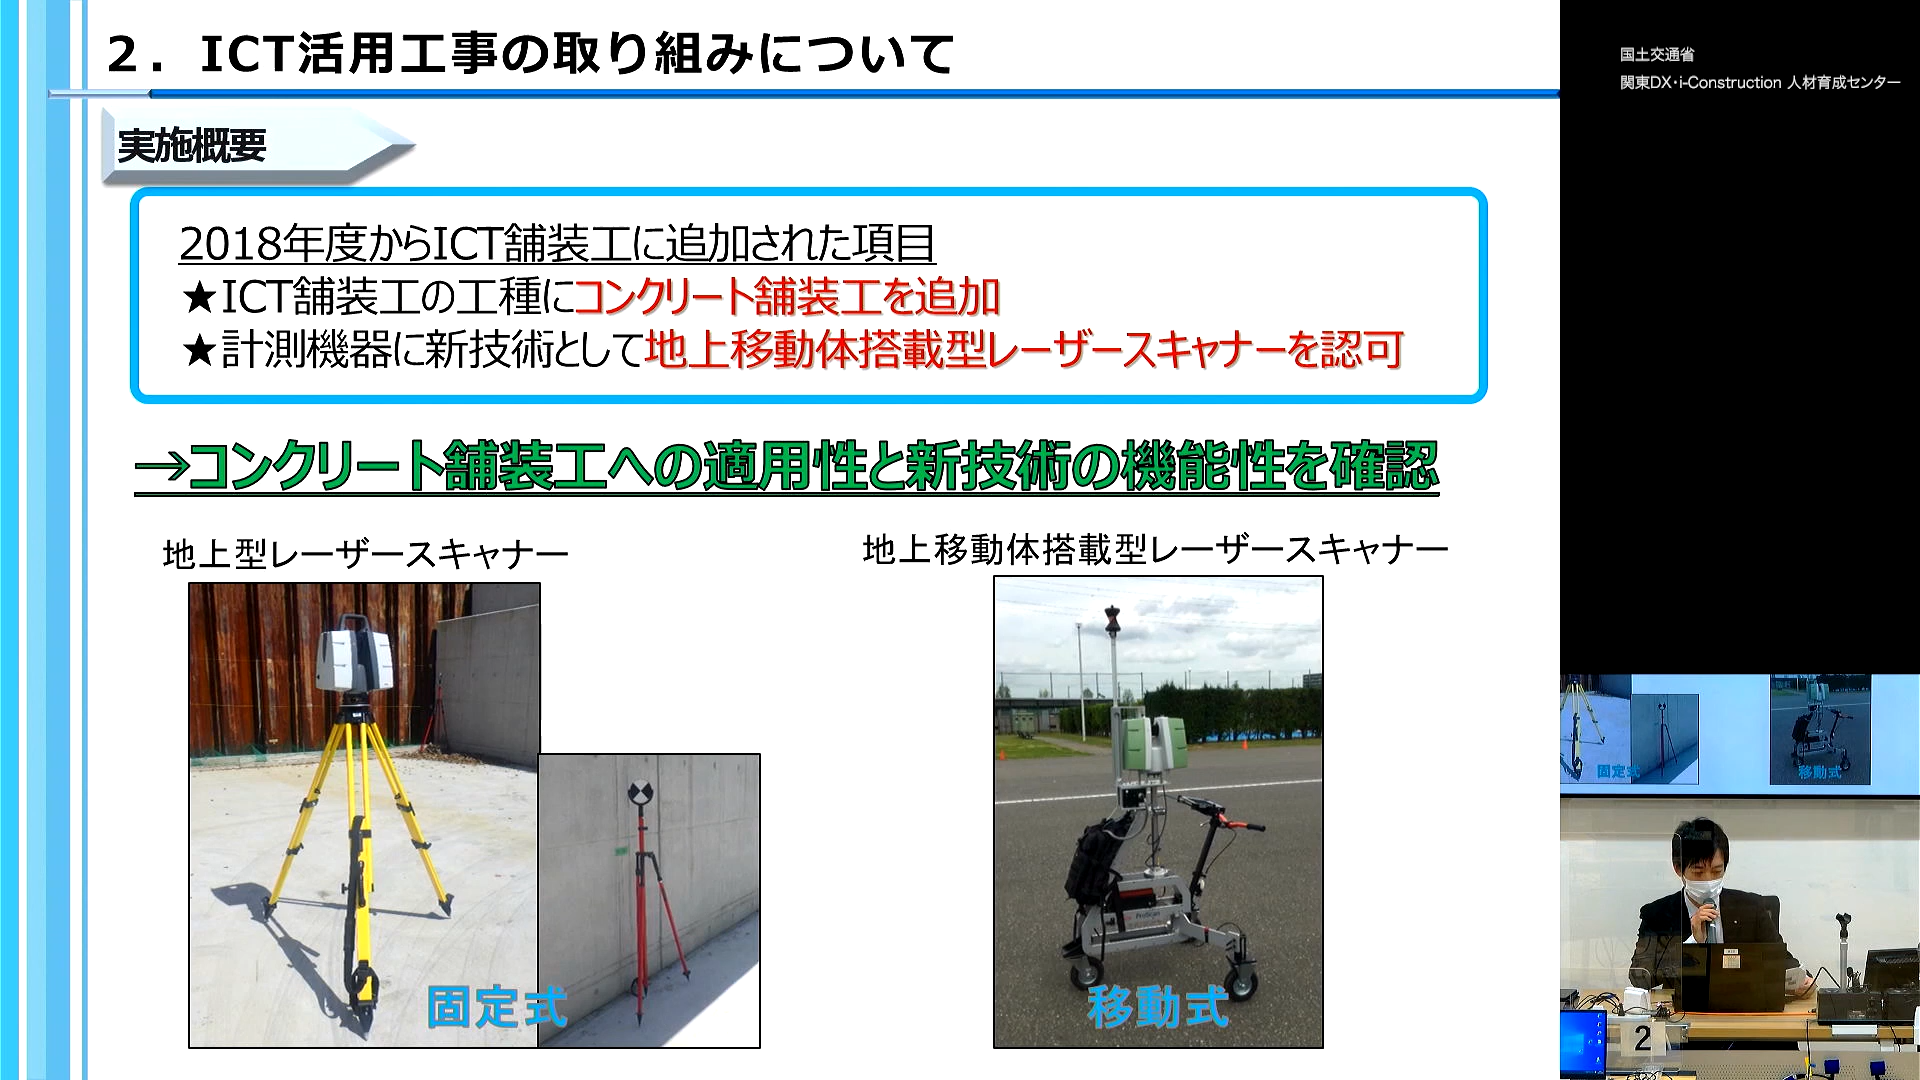 ２．ICT活用工事の取り組みについて
国土交通省
関東DX・i-Construction 人材育成センター
実施概要
2018年度からICT舗装工に追加された項目
★ICT舗装工の工種にコンクリート舗装工を追加
★計測機器に新技術として地上移動体搭載型レーザースキャナーを認可
→コンクリート舗装工への適用性と新技術の機能性を確認
地上型レーザースキャナー
地上移動体搭載型レーザースキャナー
固定式
移動式
ProScan
固定式
移動式
2